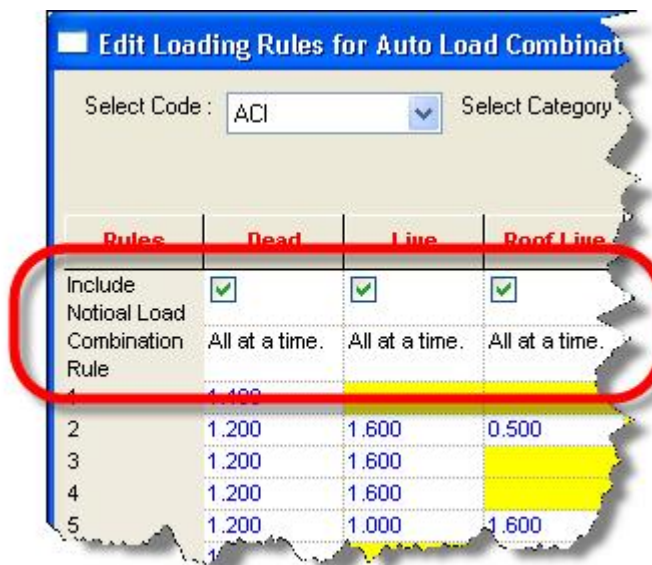 Edit Loading Rules for Auto Load Combinat
Select Code : ACI Select Category :
Rules Dead Live Roof Live
Include
Notioal Load
Combination
Rule
All at a time. All at a time. All at a time.
1 1.400
2 1.200 1.600 0.500
3 1.200 1.600
4 1.200 1.600
5 1.200 1.000 1.600